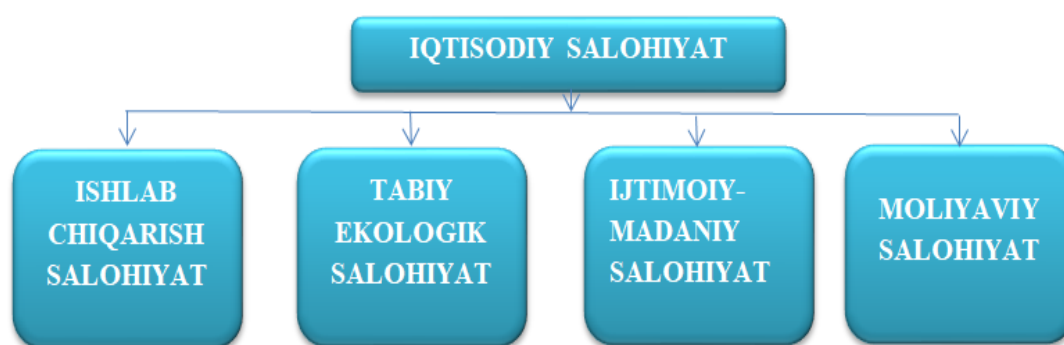 IQTISODIY SALOHIYAT
ISHLAB
CHIQARISH
SALOHIYAT
TABIY
EKOLOGIK
SALOHIYAT
IJTIMOIY-
MADANIY
SALOHIYAT
MOLIYAVIY
SALOHIYAT